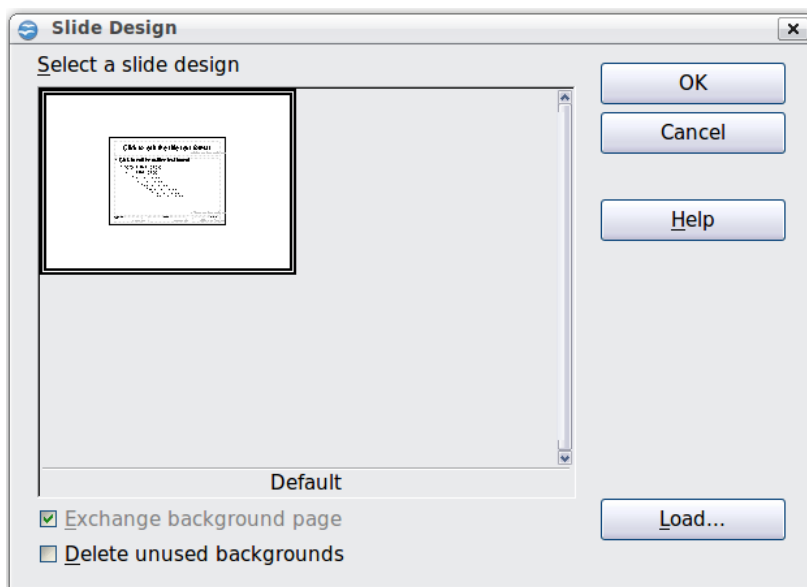 Slide Design
Select a slide design
OK
Cancel
Help
Default
Exchange background page
Delete unused backgrounds
Load...